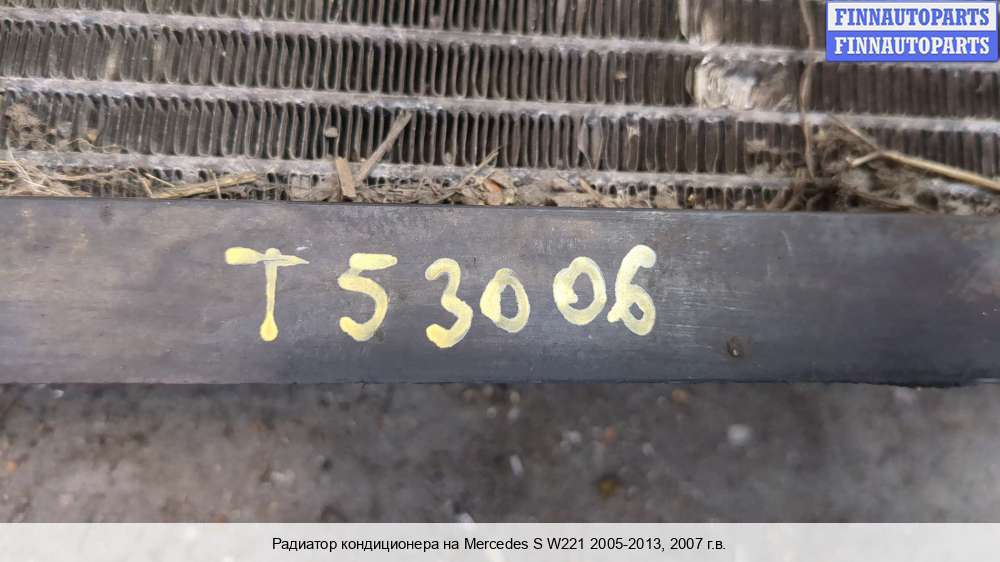 FINNAUTOPARTS
FINNAUTOPARTS
T 53006
Радиатор кондиционера на Mercedes S W221 2005-2013, 2007 г.в.